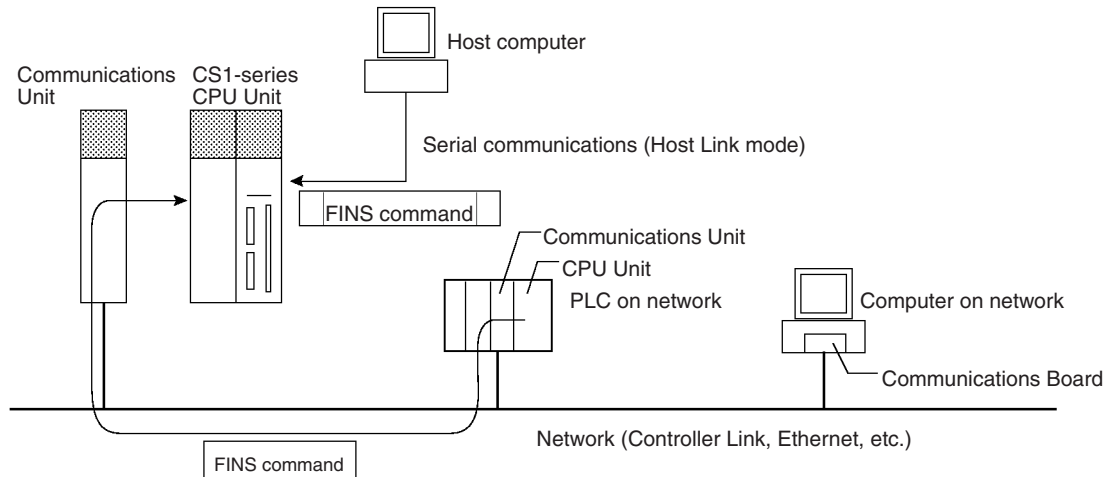 Host computer
Communications
Unit
CS1-series
CPU Unit
Serial communications (Host Link mode)
FINS command
Communications Unit
CPU Unit
PLC on network
Computer on network
Communications Board
Network (Controller Link, Ethernet, etc.)
FINS command